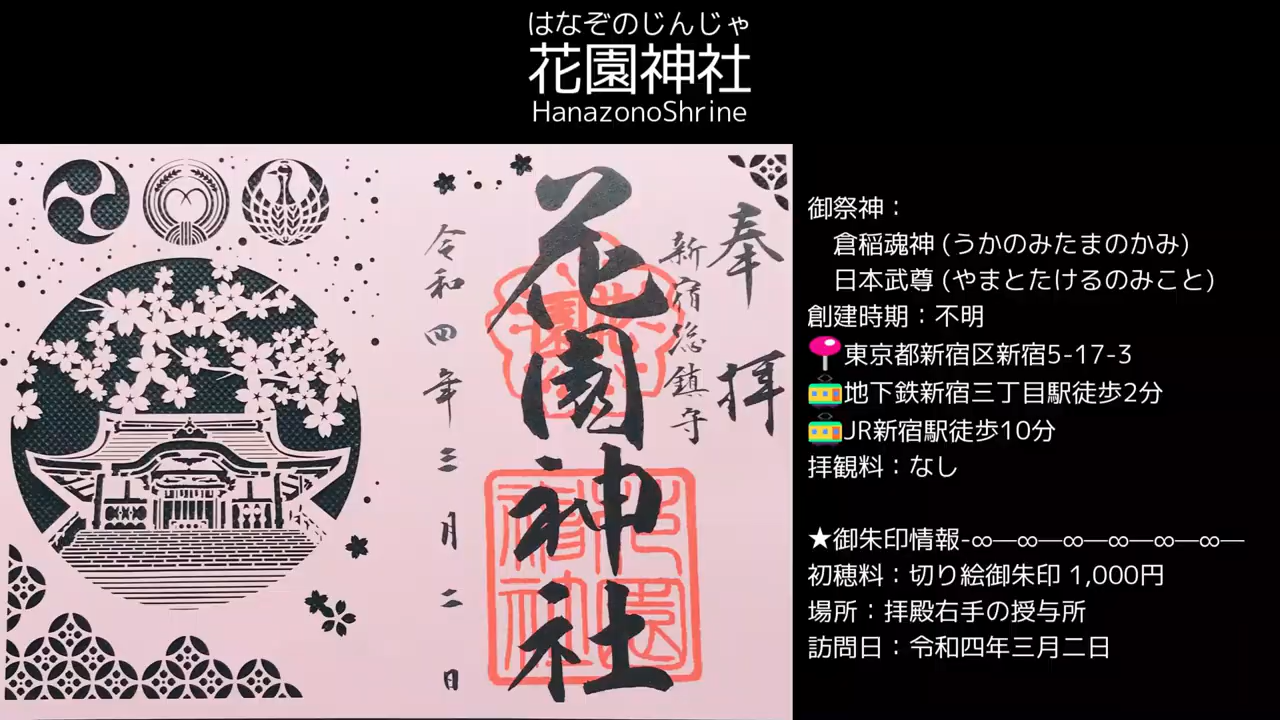 はなぞのじんじゃ
花園神社
HanazonoShrine
奉拝
新宿総鎮守
花園神社
令和四年三月二日
御祭神：
倉稲魂神 (うかのみたまのかみ)
日本武尊 (やまとたけるのみこと)
創建時期：不明
東京都新宿区新宿5-17-3
地下鉄新宿三丁目駅徒歩2分
JR新宿駅徒歩10分
拝観料：なし
★御朱印情報-∞—∞—∞—∞—∞—∞—
初穂料：切り絵御朱印 1,000円
場所：拝殿右手の授与所
訪問日：令和四年三月二日